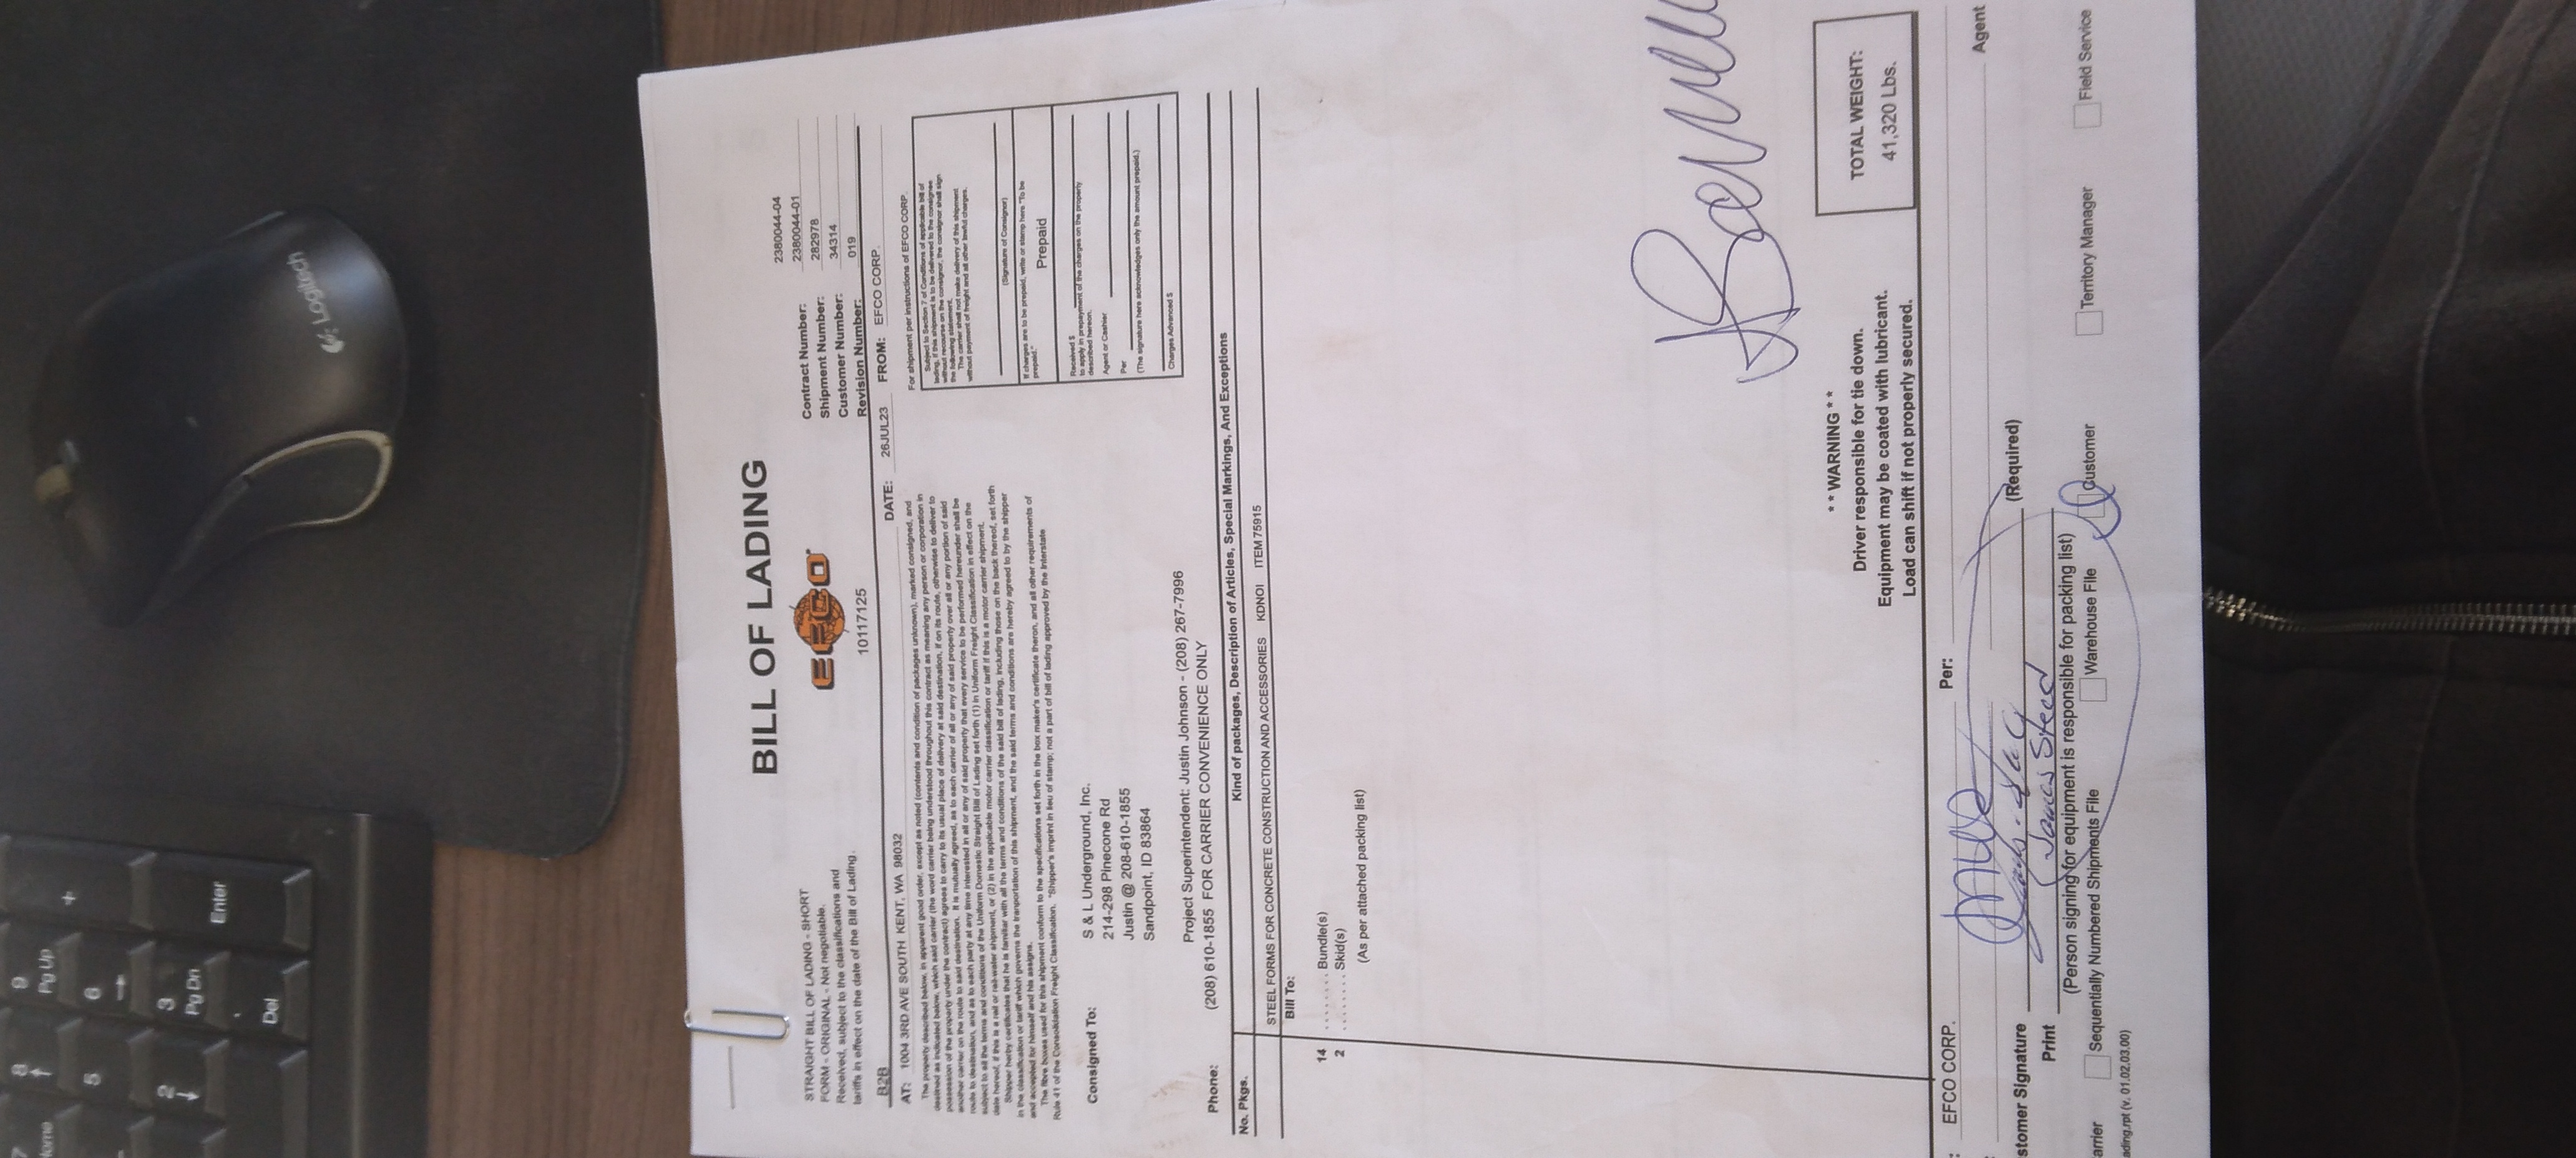 BILL OF LADING
STRAIGHT BILL OF LADING - SHORT
FORM - ORIGINAL - Not negotiable.
Received, subject to the classifications and
tariffs in effect on the date of the Bill of Lading.
EFCO
10117125
2380044-04
Contract Number: 2380044-01
Shipment Number: 282978
Customer Number: 34314
Revision Number: 019
B2B
DATE: 26JUL23 FROM: EFCO CORP.
AT: 1004 3RD AVE SOUTH KENT, WA 98032
For shipment per instructions of EFCO CORP.
The property described below, in apparent good order, except as noted (contents and condition of packages unknown), marked consigned, and
destined as indicated below, which said carrier (the word carrier being understood throughout this contract as meaning any person or corporation in
possession of the property under the contract) agrees to carry to its usual place of delivery at said destination, if on its route, otherwise to deliver to
another carrier on the route to said destination. It is mutually agreed, as to each carrier of all or any of said property over all or any portion of said
route to destination, and as to each party at any time interested in all or any of said property that every service to be performed hereunder shall be
subject to all the terms and conditions of the Uniform Domestic Straight Bill of Lading set forth (1) in Uniform Freight Classification in effect on the
date hereof, if this is a rail or rail-water shipment, or (2) in the applicable motor carrier classification or tariff if this is a motor carrier shipment.
Shipper herby certificates that he is familiar with all the terms and conditions of the said bill of lading, including those on the back thereof, set forth
in the classification or tariff which governs the tranportation of this shipment, and the said terms and conditions are hereby agreed to by the shipper
and accepted for himself and his assigns.
The fibre boxes used for this shipment conform to the specifications set forth in the box maker's certificate theron, and all other requirements of
Rule 41 of the Consolidation Freight Classification. "Shipper's imprint in lieu of stamp; not a part of bill of lading approved by the Interstate
Subject to Section 7 of Conditions of applicable bill of
lading, if this shipment is to be delivered to the consignee
without recourse on the consignor, the consignor shall sign
the following statement.
The carrier shall not make delivery of this shipment
without payment of freight and all other lawful charges.
(Signature of Consignor)
If charges are to be prepaid, write or stamp here "To be
prepaid."
Prepaid
Received $
to apply in prepayment of the charges on the property
described hereon.
Agent or Cashier
Per
(The signature here acknowledges only the amount prepaid.)
Charges Advanced $
Consigned To: S & L Underground, Inc.
214-298 Pinecone Rd
Justin @ 208-610-1855
Sandpoint, ID 83864
Project Superintendent: Justin Johnson - (208) 267-7996
Phone: (208) 610-1855 FOR CARRIER CONVENIENCE ONLY
No. Pkgs. Kind of packages, Description of Articles, Special Markings, And Exceptions
STEEL FORMS FOR CONCRETE CONSTRUCTION AND ACCESSORIES KDNOI ITEM 75915
Bill To:
14 ....... Bundle(s)
2 ........ Skid(s)
(As per attached packing list)
* * WARNING * *
Driver responsible for tie down.
Equipment may be coated with lubricant.
Load can shift if not properly secured.
TOTAL WEIGHT:
41,320 Lbs.
EFCO CORP. Per:
Agent
stomer Signature (Required)
Print James Steed
(Person signing for equipment is responsible for packing list)
arrier Sequentially Numbered Shipments File Warehouse File Customer Territory Manager Field Service
ading.rpt (v. 01.02.03.00)
Logitech
9
Pg Up
+
8
6
5
3
Pg Dn
Enter
2
.
Del
7
ome